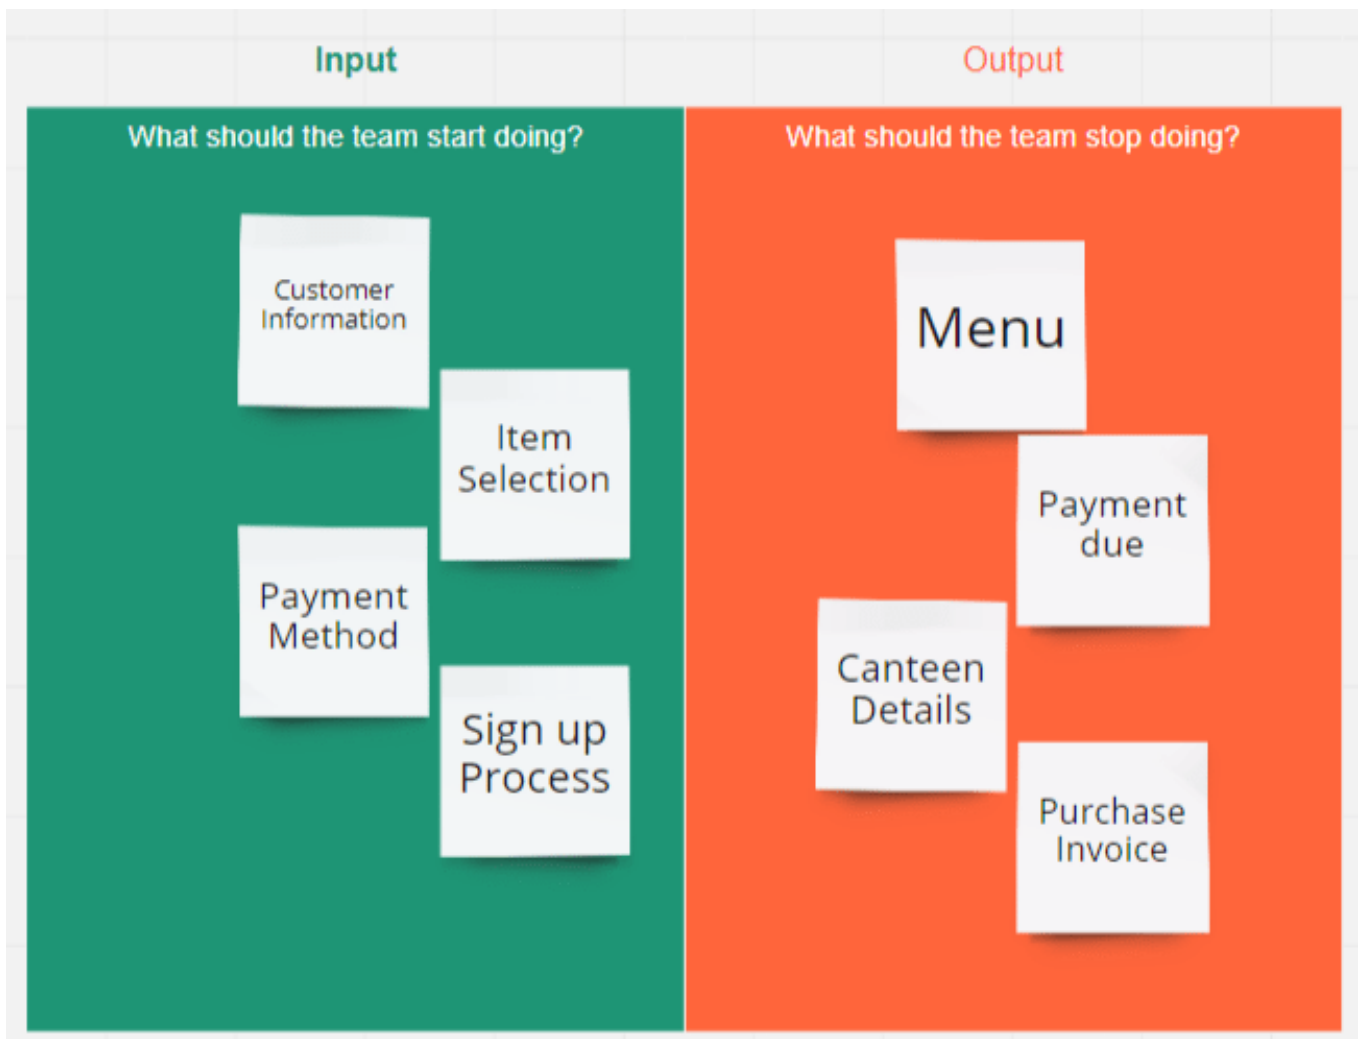 Input
What should the team start doing?
Customer
Information
Item
Selection
Payment
Method
Sign up
Process
Output
What should the team stop doing?
Menu
Payment
due
Canteen
Details
Purchase
Invoice